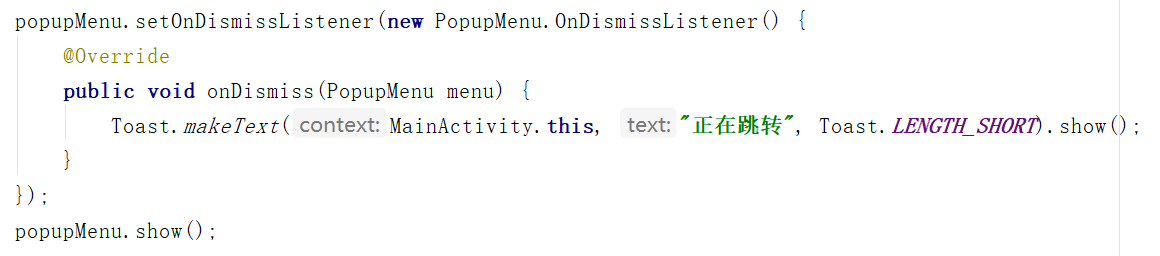 popupMenu.setOnDismissListener(new PopupMenu.OnDismissListener() {
    @Override
    public void onDismiss(PopupMenu menu) {
        Toast.makeText( context: MainActivity.this,  text: "正在跳转", Toast.LENGTH_SHORT).show();
    }
});
popupMenu.show();